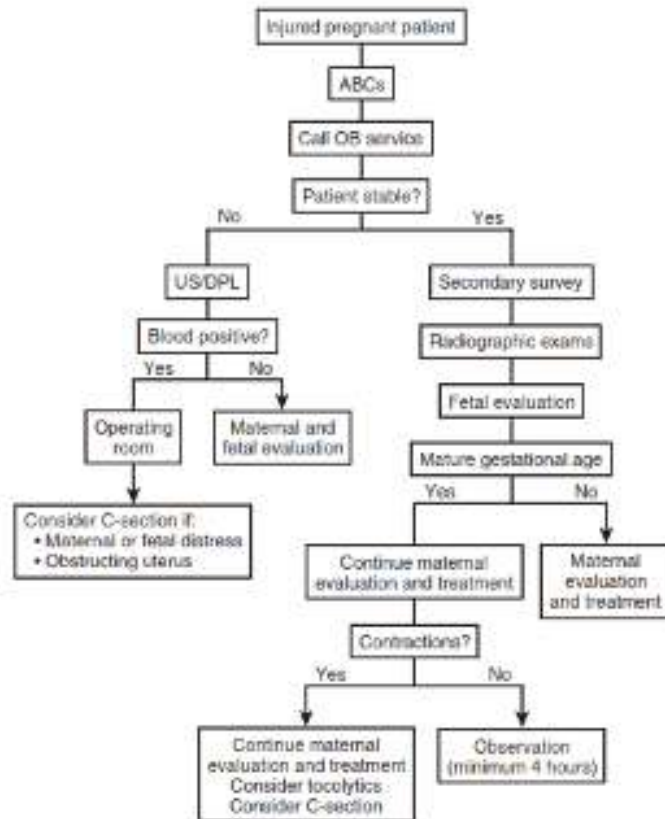 Injured pregnant patient
ABCs
Call OB service
Patient stable?
No
Yes
US/DPL
Secondary survey
Blood positive?
Radiographic exams
Yes
No
Fetal evaluation
Operating
room
Maternal and
fetal evaluation
Mature gestational age
Yes
No
Consider C-section if:
• Maternal or fetal distress
• Obstructing uterus
Continue maternal
evaluation and treatment
Maternal
evaluation
and treatment
Contractions?
Yes
No
Continue maternal
evaluation and treatment
Consider tocolytics
Consider C-section
Observation
(minimum 4 hours)